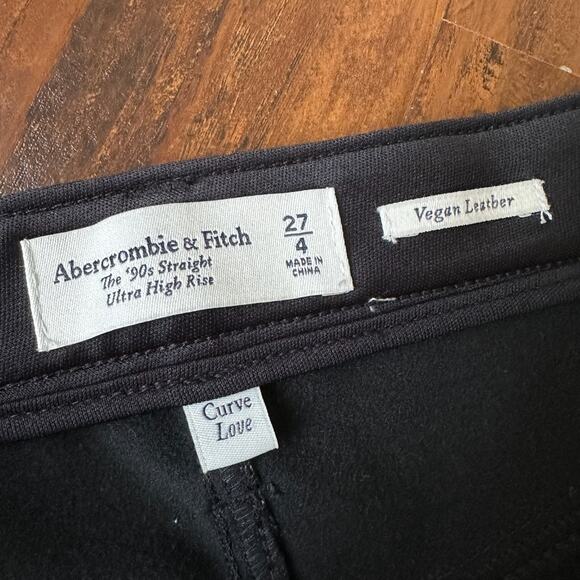 Abercrombie & Fitch
The '90s Straight
Ultra High Rise
27
4
MADE IN
CHINA
Vegan Leather
Curve
Love